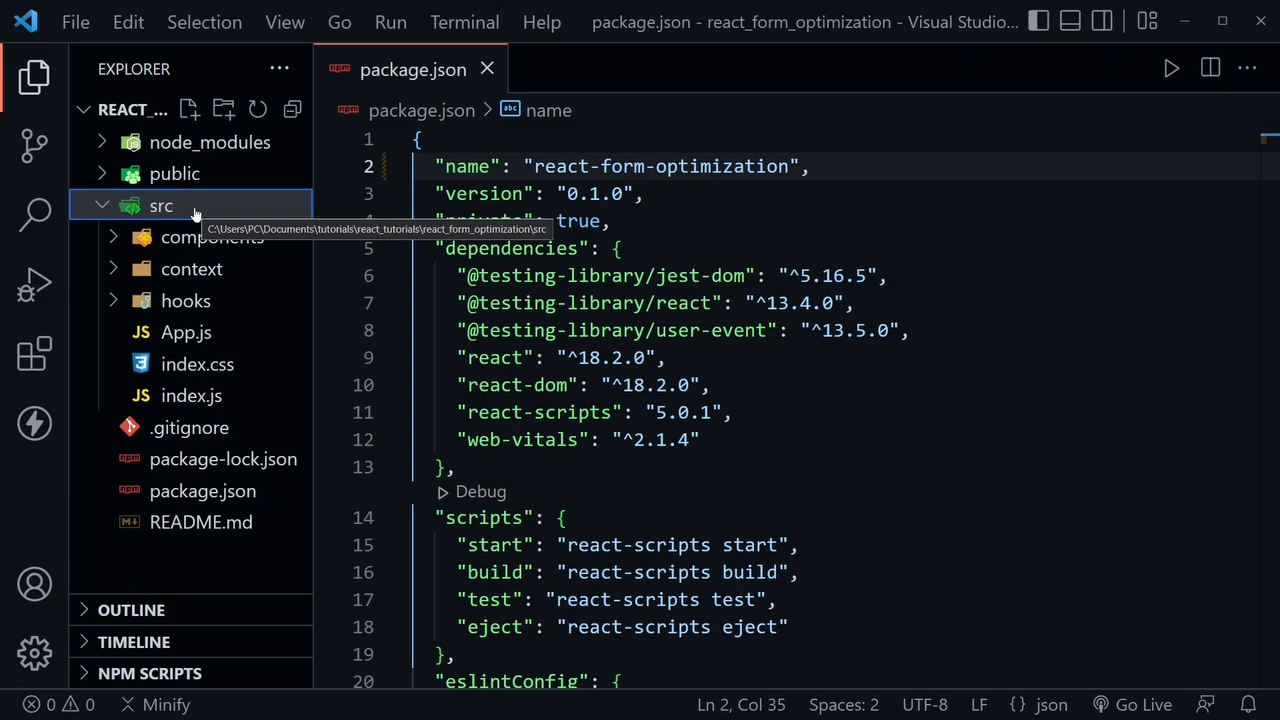 File Edit Selection View Go Run Terminal Help package.json - react_form_optimization - Visual Studio...
EXPLORER
REACT_...
node_modules
public
src
C:\Users\PC\Documents\tutorials\react_tutorials\react_form_optimization\src
components
context
hooks
JS App.js
index.css
JS index.js
.gitignore
package-lock.json
package.json
README.md
OUTLINE
TIMELINE
NPM SCRIPTS
package.json
package.json > abc name
1 {
2 "name": "react-form-optimization",
3 "version": "0.1.0",
4 "private": true,
5 "dependencies": {
6 "@testing-library/jest-dom": "^5.16.5",
7 "@testing-library/react": "^13.4.0",
8 "@testing-library/user-event": "^13.5.0",
9 "react": "^18.2.0",
10 "react-dom": "^18.2.0",
11 "react-scripts": "5.0.1",
12 "web-vitals": "^2.1.4"
13 },
Debug
14 "scripts": {
15 "start": "react-scripts start",
16 "build": "react-scripts build",
17 "test": "react-scripts test",
18 "eject": "react-scripts eject"
19 },
20 "eslintConfig": {
0 0 Minify Ln 2, Col 35 Spaces: 2 UTF-8 LF {} json Go Live